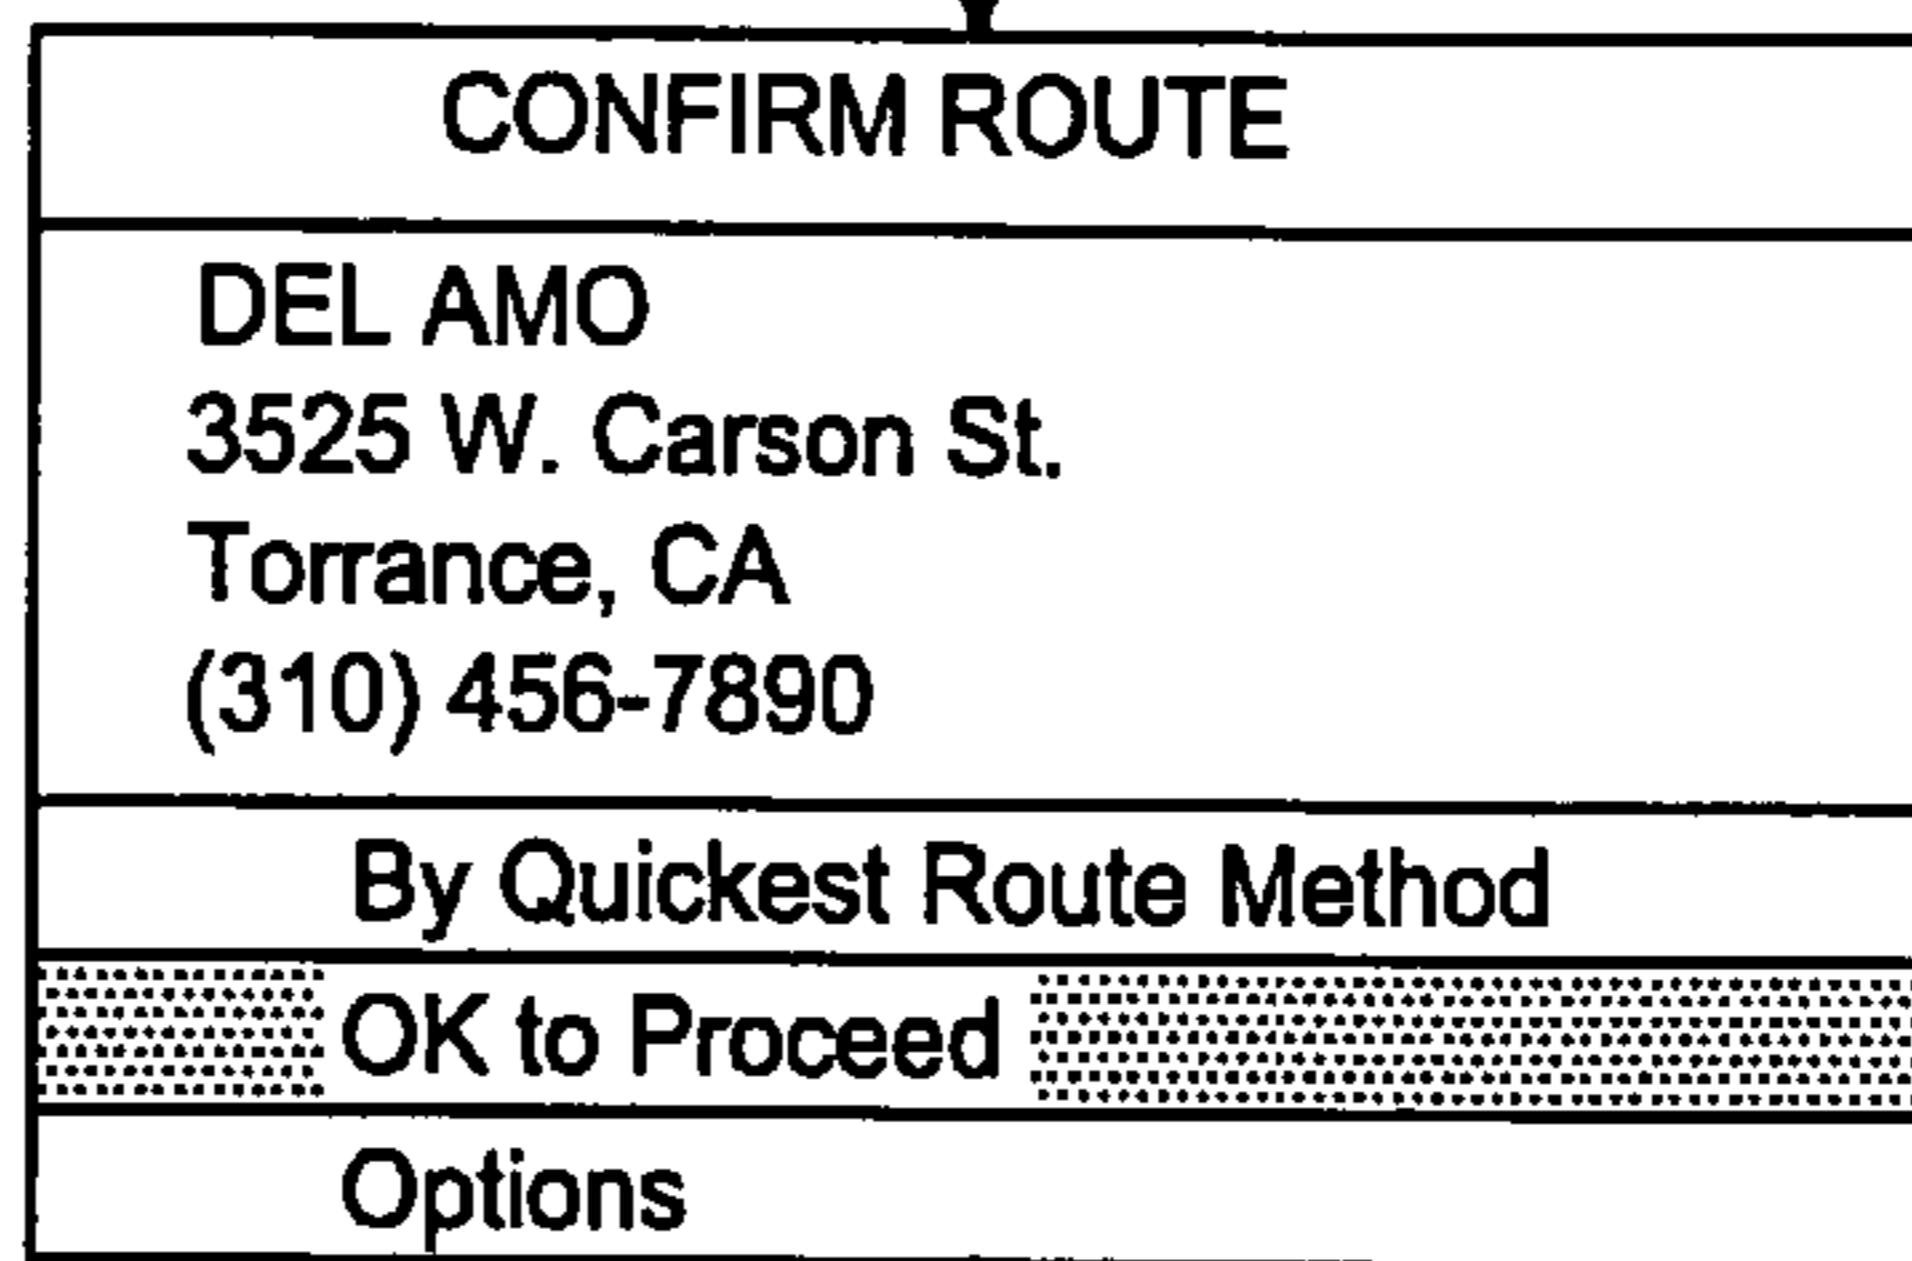 CONFIRM ROUTE
DEL AMO
3525 W. Carson St.
Torrance, CA
(310) 456-7890
By Quickest Route Method
OK to Proceed
Options